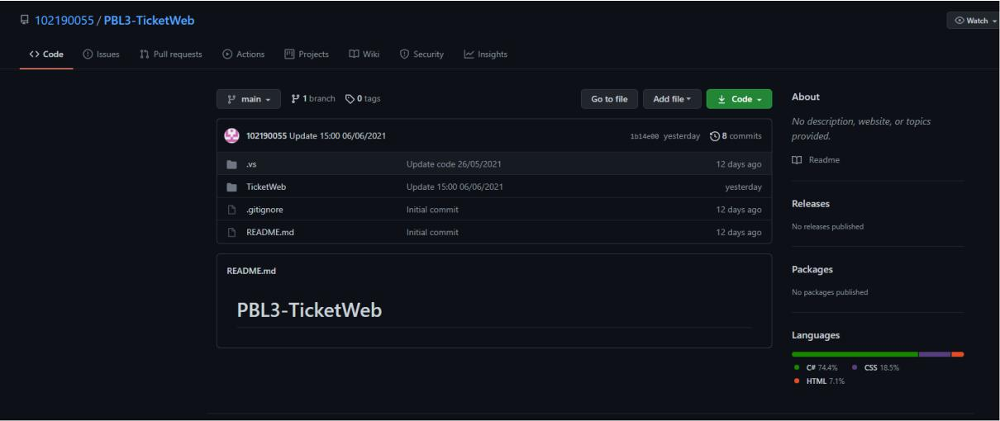 102190055 / PBL3-TicketWeb
Watch
Code Issues Pull requests Actions Projects Wiki Security Insights
main 1 branch 0 tags Go to file Add file Code
102190055 Update 15:00 06/06/2021 1b14e00 yesterday 8 commits
.vs Update code 26/05/2021 12 days ago
TicketWeb Update 15:00 06/06/2021 yesterday
.gitignore Initial commit 12 days ago
README.md Initial commit 12 days ago
README.md
PBL3-TicketWeb
About
No description, website, or topics
provided.
Readme
Releases
No releases published
Packages
No packages published
Languages
C# 74.4% CSS 18.5%
HTML 7.1%